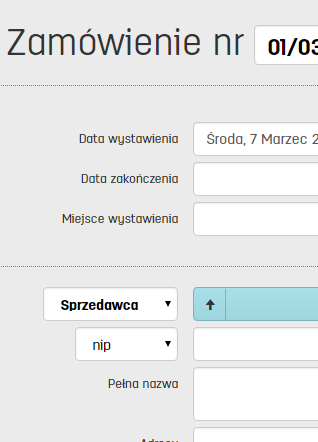 Zamówienie nr 01/03
Data wystawienia Środa, 7 Marzec 2
Data zakończenia
Miejsce wystawienia
Sprzedawca
nip
Pełna nazwa
Adres: